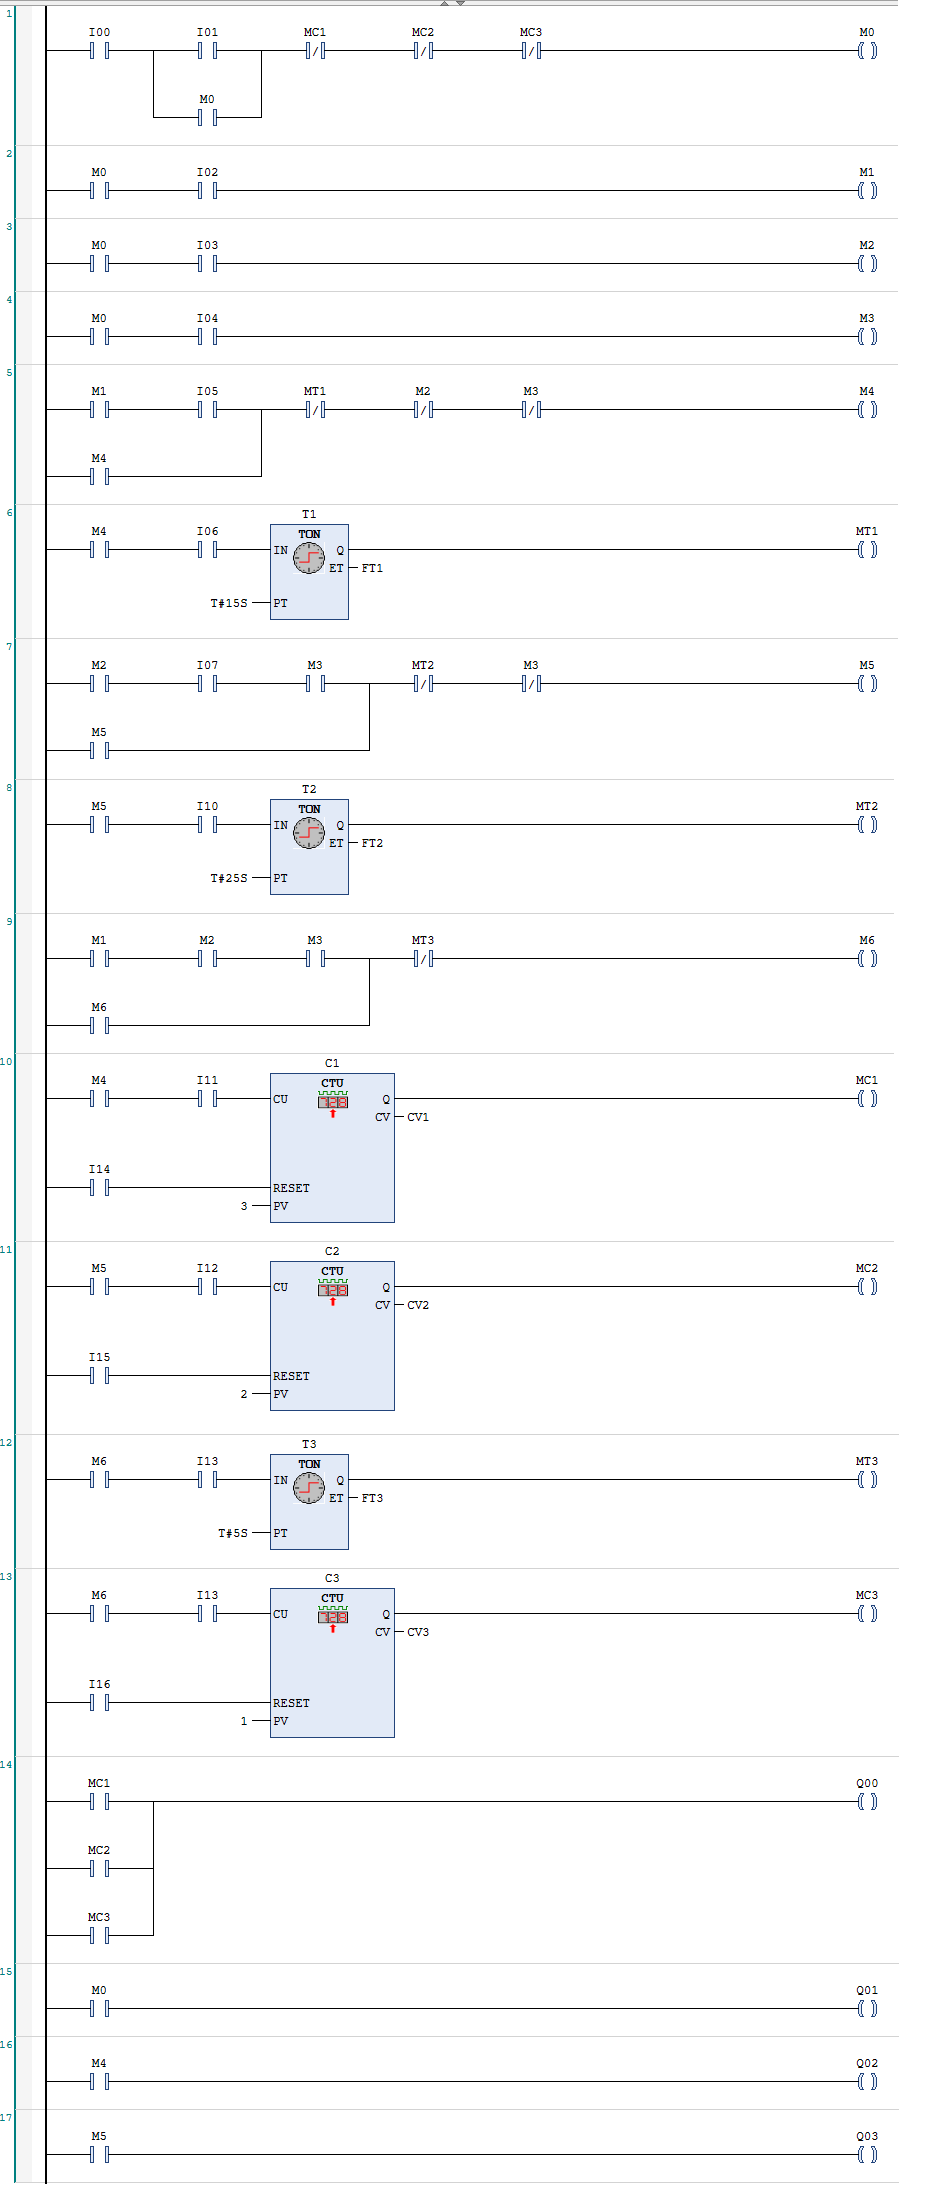 1
I00 I01 MC1 MC2 MC3 M0
/ / /
M0
2
M0 I02 M1
3
M0 I03 M2
4
M0 I04 M3
5
M1 I05 MT1 M2 M3 M4
/ / /
M4
6
T1
M4 I06 TON MT1
IN Q
ET FT1
T#15S PT
7
M2 I07 M3 MT2 M3 M5
/ /
M5
8
T2
M5 I10 TON MT2
IN Q
ET FT2
T#25S PT
9
M1 M2 M3 MT3 M6
/
M6
10
C1
M4 I11 CTU MC1
CU Q
CV CV1
I14
RESET
3 PV
11
C2
M5 I12 CTU MC2
CU Q
CV CV2
I15
RESET
2 PV
12
T3
M6 I13 TON MT3
IN Q
ET FT3
T#5S PT
13
C3
M6 I13 CTU MC3
CU Q
CV CV3
I16
RESET
1 PV
14
MC1 Q00
MC2
MC3
15
M0 Q01
16
M4 Q02
17
M5 Q03